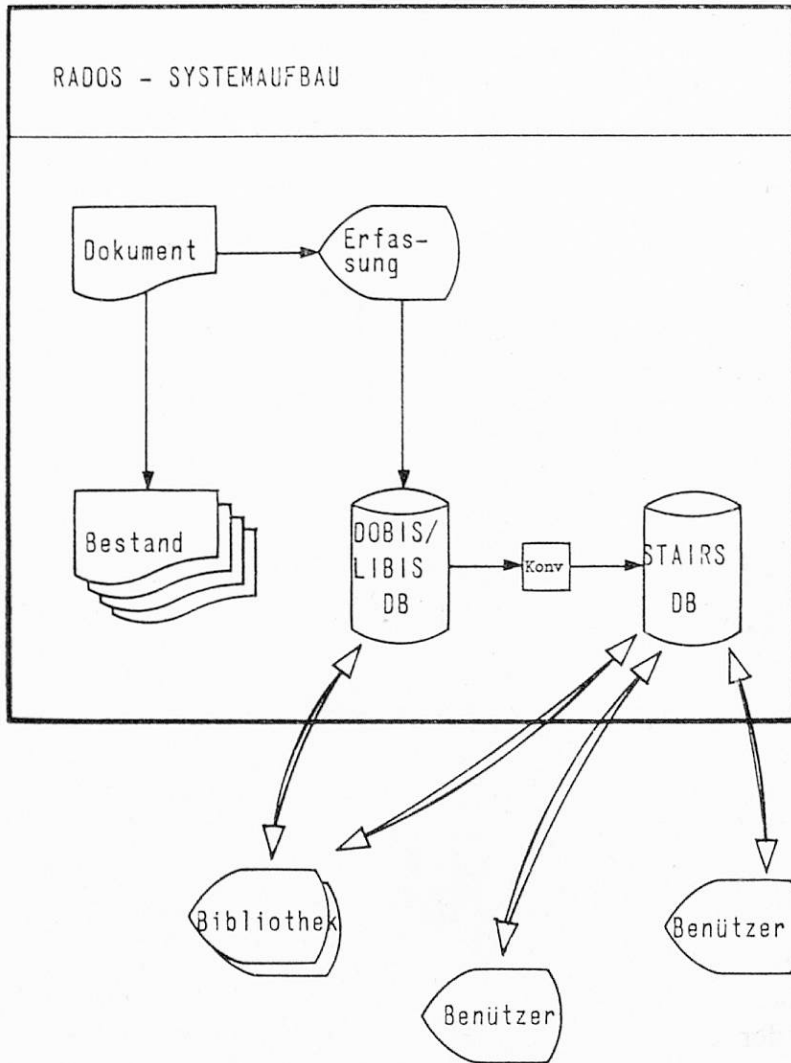 RADOS - SYSTEMAUFBAU
Dokument
Erfas-
sung
Bestand
DOBIS/
LIBIS
DB
Konv
STAIRS
DB
Bibliothek
Benützer
Benützer